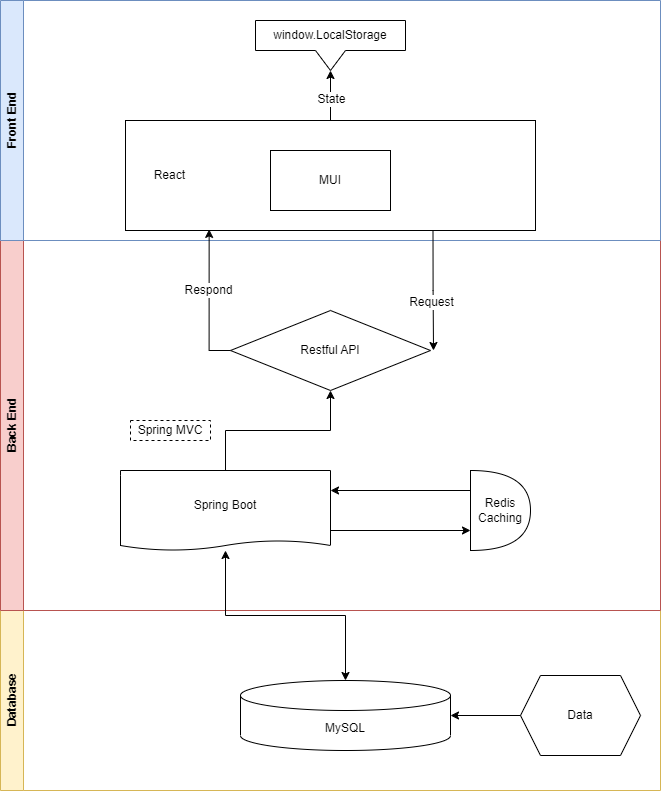 Front End
window.LocalStorage
State
React
MUI
Back End
Respond
Request
Restful API
Spring MVC
Spring Boot
Redis
Caching
Database
MySQL
Data